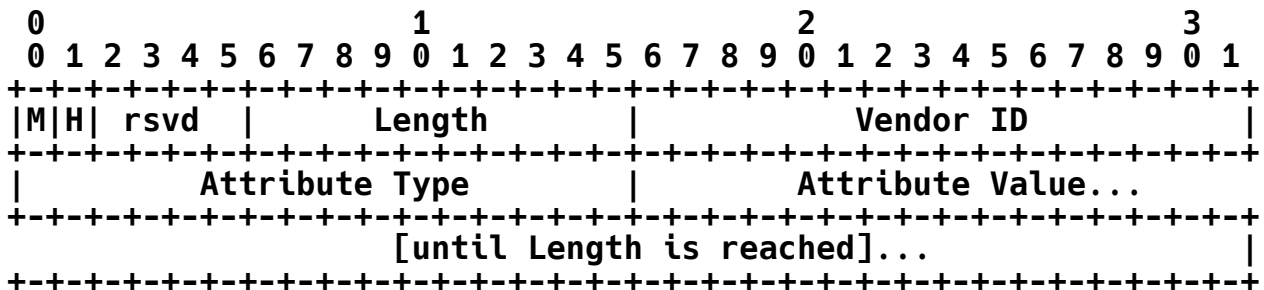 0                   1                   2                   3
 0 1 2 3 4 5 6 7 8 9 0 1 2 3 4 5 6 7 8 9 0 1 2 3 4 5 6 7 8 9 0 1
+-+-+-+-+-+-+-+-+-+-+-+-+-+-+-+-+-+-+-+-+-+-+-+-+-+-+-+-+-+-+-+-+
|M|H| rsvd  |      Length       |           Vendor ID           |
+-+-+-+-+-+-+-+-+-+-+-+-+-+-+-+-+-+-+-+-+-+-+-+-+-+-+-+-+-+-+-+-+
|         Attribute Type        |        Attribute Value...
+-+-+-+-+-+-+-+-+-+-+-+-+-+-+-+-+-+-+-+-+-+-+-+-+-+-+-+-+-+-+-+-+
                    [until Length is reached]...                |
+-+-+-+-+-+-+-+-+-+-+-+-+-+-+-+-+-+-+-+-+-+-+-+-+-+-+-+-+-+-+-+-+